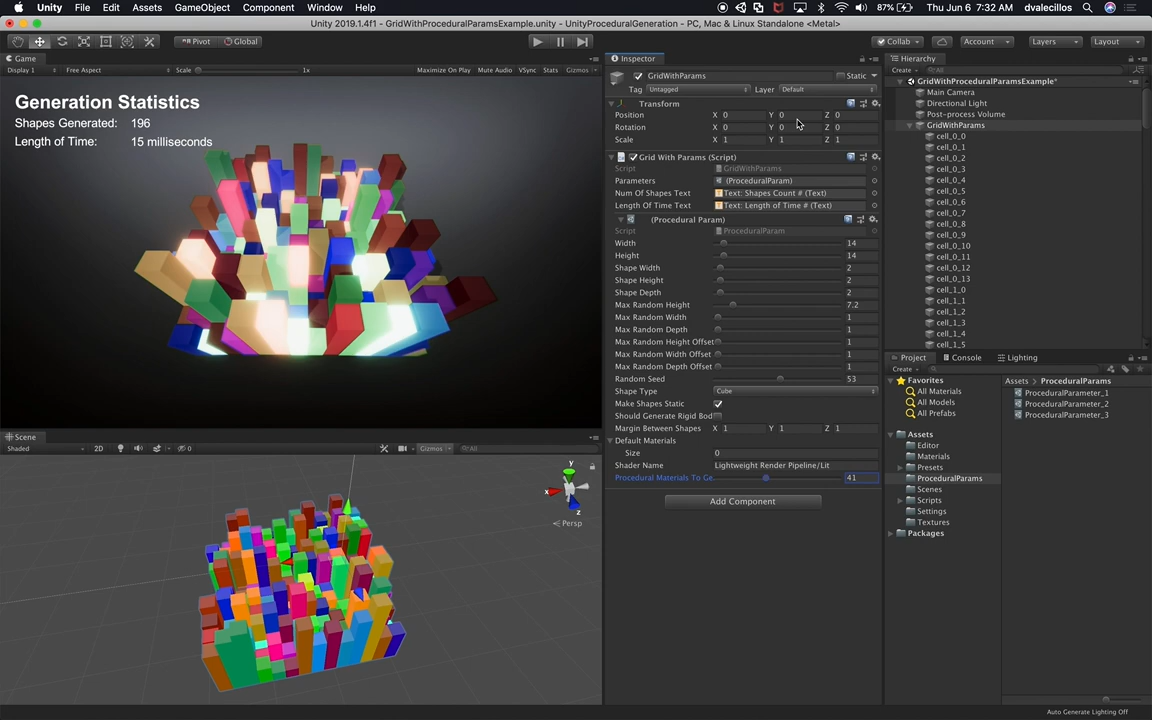 Unity File Edit Assets GameObject Component Window Help 87% Thu Jun 6 7:32 AM dvalecillos
Unity 2019.1.4f1 - GridWithProceduralParamsExample.unity - UnityProceduralGeneration - PC, Mac & Linux Standalone <Metal>
Pivot Global Collab Account Layers Layout
Game
Display 1 Free Aspect Scale 1x Maximize On Play Mute Audio VSync Stats Gizmos
Generation Statistics
Shapes Generated: 196
Length of Time: 15 milliseconds
Scene
Shaded 2D 0 Gizmos All
y
x
z
Persp
Inspector
GridWithParams Static
Tag Untagged Layer Default
Transform
Position X 0 Y 0 Z 0
Rotation X 0 Y 0 Z 0
Scale X 1 Y 1 Z 1
Grid With Params (Script)
Script GridWithParams
Parameters (ProceduralParam)
Num Of Shapes Text Text: Shapes Count # (Text)
Length Of Time Text Text: Length of Time # (Text)
(Procedural Param)
Script ProceduralParam
Width 14
Height 14
Shape Width 2
Shape Height 2
Shape Depth 2
Max Random Height 7.2
Max Random Width 1
Max Random Depth 1
Max Random Height Offset 1
Max Random Width Offset 1
Max Random Depth Offset 1
Random Seed 53
Shape Type Cube
Make Shapes Static
Should Generate Rigid Bod
Margin Between Shapes X 1 Y 1 Z 1
Default Materials
Size 0
Shader Name Lightweight Render Pipeline/Lit
Procedural Materials To Ge 41
Add Component
Hierarchy
Create All
GridWithProceduralParamsExample*
Main Camera
Directional Light
Post-process Volume
GridWithParams
cell_0_0
cell_0_1
cell_0_2
cell_0_3
cell_0_4
cell_0_5
cell_0_6
cell_0_7
cell_0_8
cell_0_9
cell_0_10
cell_0_11
cell_0_12
cell_0_13
cell_1_0
cell_1_1
cell_1_2
cell_1_3
cell_1_4
cell_1_5
Project Console Lighting
Create
Favorites
All Materials
All Models
All Prefabs
Assets
Editor
Materials
Presets
ProceduralParams
Scenes
Scripts
Settings
Textures
Packages
Assets ProceduralParams
ProceduralParameter_1
ProceduralParameter_2
ProceduralParameter_3
Auto Generate Lighting Off